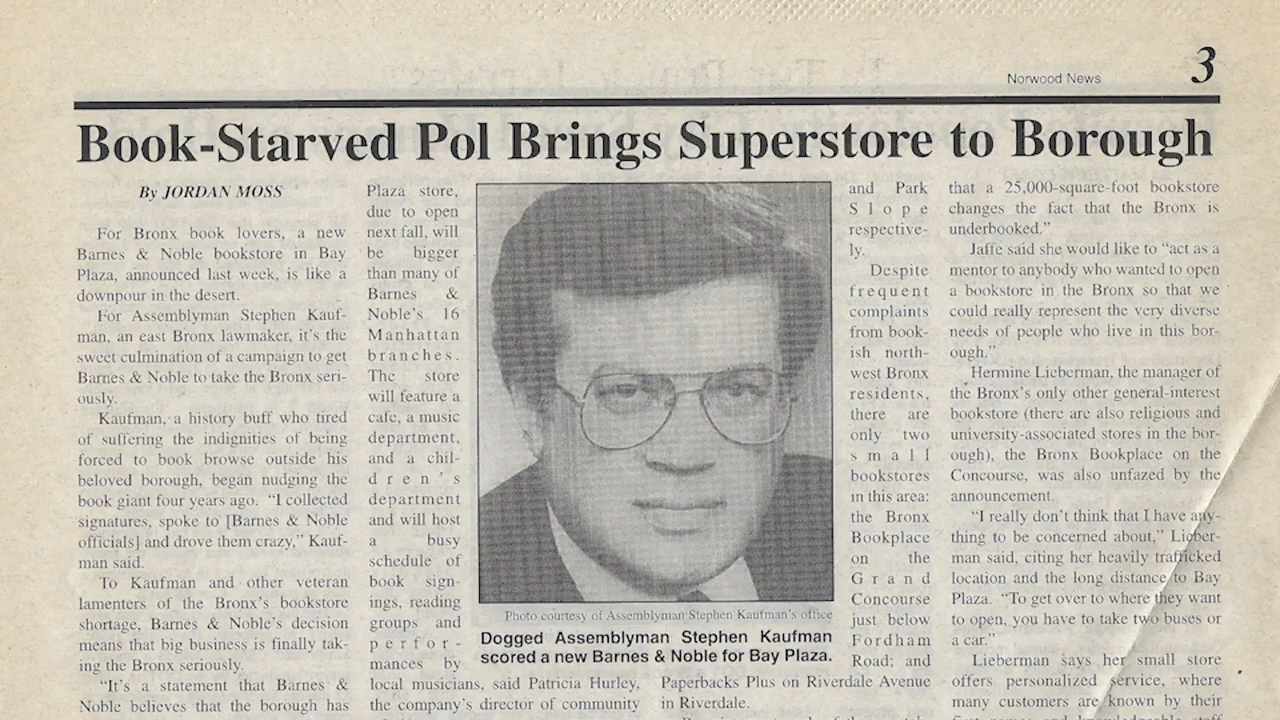 Norwood News
3
Book-Starved Pol Brings Superstore to Borough
By JORDAN MOSS
For Bronx book lovers, a new
Barnes & Noble bookstore in Bay
Plaza, announced last week, is like a
downpour in the desert.
For Assemblyman Stephen Kauf-
man, an east Bronx lawmaker, it's the
sweet culmination of a campaign to get
Barnes & Noble to take the Bronx seri-
ously.
Kaufman, a history buff who tired
of suffering the indignities of being
forced to book browse outside his
beloved borough, began nudging the
book giant four years ago. "I collected
signatures, spoke to [Barnes & Noble
officials] and drove them crazy," Kauf-
man said.
To Kaufman and other veteran
lamenters of the Bronx's bookstore
shortage, Barnes & Noble's decision
means that big business is finally tak-
ing the Bronx seriously.
"It's a statement that Barnes &
Noble believes that the borough has
Plaza store,
due to open
next fall, will
be bigger
than many of
Barnes &
Noble's 16
Manhattan
branches.
The store
will feature a
cafe, a music
department,
and a chil-
dren's
department
and will host
a busy
schedule of
book sign-
ings, reading
groups and
perfor-
mances by
local musicians, said Patricia Hurley,
the company's director of community
Photo courtesy of Assemblyman Stephen Kaufman's office
Dogged Assemblyman Stephen Kaufman
scored a new Barnes & Noble for Bay Plaza.
and Park
Slope
respective-
ly.
Despite
frequent
complaints
from book-
ish north-
west Bronx
residents,
there are
only two
small
bookstores
in this area:
the Bronx
Bookplace
on the
Grand
Concourse
just below
Fordham
Road; and
Paperbacks Plus on Riverdale Avenue
in Riverdale.
that a 25,000-square-foot bookstore
changes the fact that the Bronx is
underbooked."
Jaffe said she would like to "act as a
mentor to anybody who wanted to open
a bookstore in the Bronx so that we
could really represent the very diverse
needs of people who live in this bor-
ough."
Hermine Lieberman, the manager of
the Bronx's only other general-interest
bookstore (there are also religious and
university-associated stores in the bor-
ough), the Bronx Bookplace on the
Concourse, was also unfazed by the
announcement.
"I really don't think that I have any-
thing to be concerned about," Lieber-
man said, citing her heavily trafficked
location and the long distance to Bay
Plaza. "To get over to where they want
to open, you have to take two buses or
a car."
Lieberman says her small store
offers personalized service, where
many customers are known by their